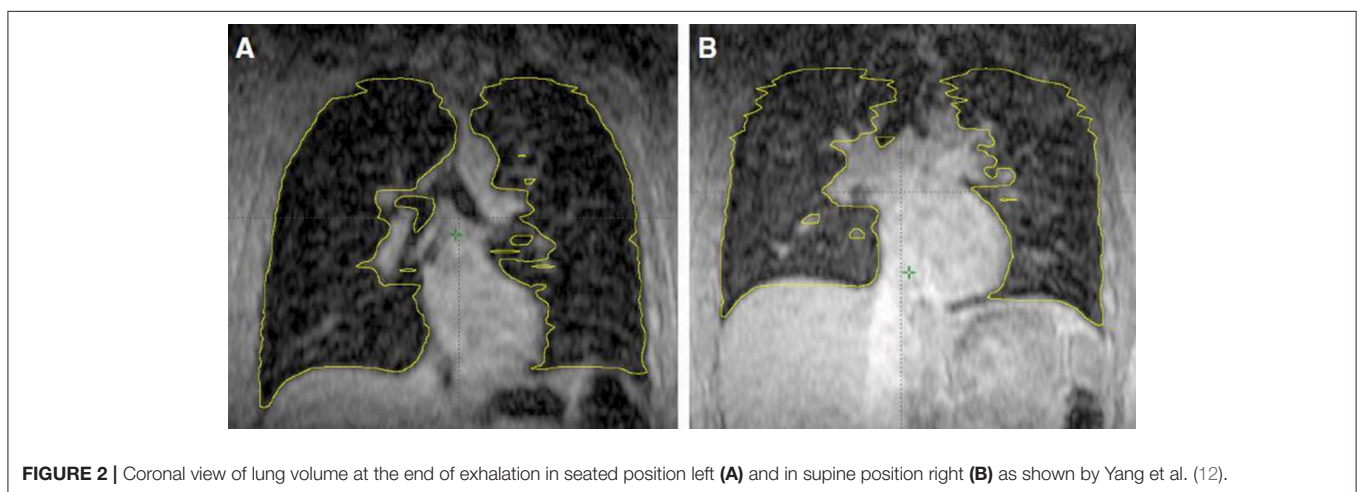 A
B
FIGURE 2 | Coronal view of lung volume at the end of exhalation in seated position left (A) and in supine position right (B) as shown by Yang et al. (12).